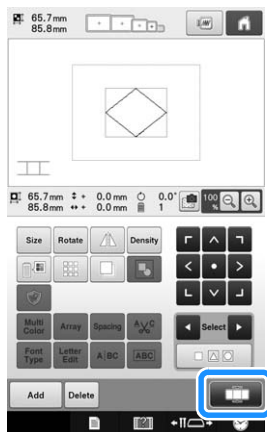 65.7mm
85.8mm
65.7mm 0.0mm 0.0°
85.8mm 0.0mm 1
100
%
Size Rotate Density
Multi Color Array Spacing
Font Type Letter Edit A BC ABC
Select
Add Delete